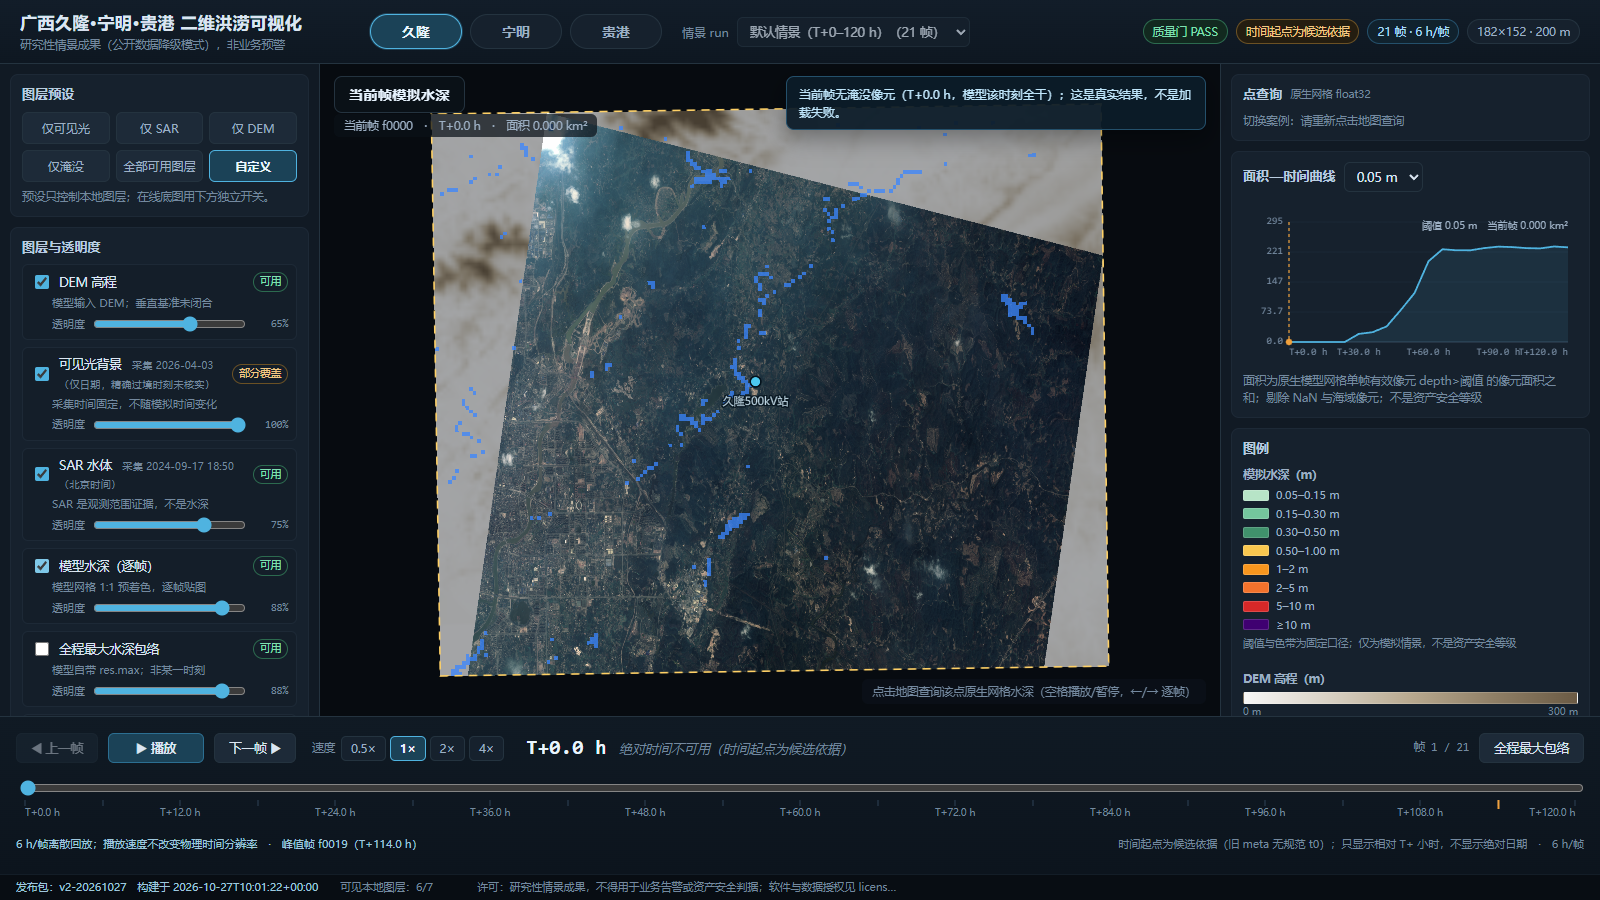 广西久隆·宁明·贵港 二维洪涝可视化
研究性情景成果（公开数据降级模式），非业务预警
久隆
宁明
贵港
情景 run
默认情景（T+0–120 h）（21 帧）
质量门 PASS
时间起点为候选依据
21 帧 · 6 h/帧
182×152 · 200 m
图层预设
仅可见光
仅 SAR
仅 DEM
仅淹没
全部可用图层
自定义
预设只控制本地图层；在线底图用下方独立开关。
图层与透明度
DEM 高程
可用
模型输入 DEM；垂直基准未闭合
透明度
65%
可见光背景 采集 2026-04-03
（仅日期，精确过境时刻未核实）
部分覆盖
采集时间固定，不随模拟时间变化
透明度
100%
SAR 水体 采集 2024-09-17 18:50
（北京时间）
可用
SAR 是观测范围证据，不是水深
透明度
75%
模型水深（逐帧）
可用
模型网格 1:1 预着色，逐帧贴图
透明度
88%
全程最大水深包络
可用
模型自带 res.max；非某一时刻
透明度
88%
当前帧模拟水深
当前帧 f0000 · T+0.0 h · 面积 0.000 km²
当前帧无淹没像元（T+0.0 h，模型该时刻全干）；这是真实结果，不是加
载失败。
久隆500kV站
点击地图查询该点原生网格水深（空格播放/暂停，←/→ 逐帧）
点查询 原生网格 float32
切换案例：请重新点击地图查询
面积—时间曲线
0.05 m
阈值 0.05 m 当前帧 0.000 km²
295
221
147
73.7
0.0
T+0.0 h
T+30.0 h
T+60.0 h
T+90.0 h
T+120.0 h
面积为原生模型网格单帧有效像元 depth>阈值 的像元面积之
和；剔除 NaN 与海域像元；不是资产安全等级
图例
模拟水深（m）
0.05–0.15 m
0.15–0.30 m
0.30–0.50 m
0.50–1.00 m
1–2 m
2–5 m
5–10 m
≥10 m
阈值与色带为固定口径；仅为模拟情景，不是资产安全等级
DEM 高程（m）
0 m
300 m
◀ 上一帧
▶ 播放
下一帧 ▶
速度
0.5×
1×
2×
4×
T+0.0 h
绝对时间不可用（时间起点为候选依据）
帧 1 / 21
全程最大包络
T+0.0 h
T+12.0 h
T+24.0 h
T+36.0 h
T+48.0 h
T+60.0 h
T+72.0 h
T+84.0 h
T+96.0 h
T+108.0 h
T+120.0 h
6 h/帧离散回放；播放速度不改变物理时间分辨率 · 峰值帧 f0019（T+114.0 h）
时间起点为候选依据（旧 meta 无规范 t0）；只显示相对 T+ 小时，不显示绝对日期 · 6 h/帧
发布包：v2-20261027 构建于 2026-10-27T10:01:22+00:00
可见本地图层：6/7
许可：研究性情景成果，不得用于业务告警或资产安全判据；软件与数据授权见 licens...